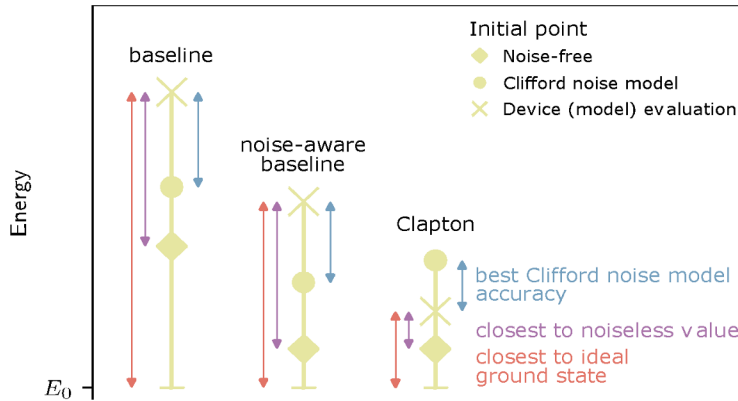 Initial point
Noise-free
Clifford noise model
Device (model) evaluation
baseline
noise-aware
baseline
Clapton
best Clifford noise model
accuracy
closest to noiseless value
closest to ideal
ground state
Energy
E₀